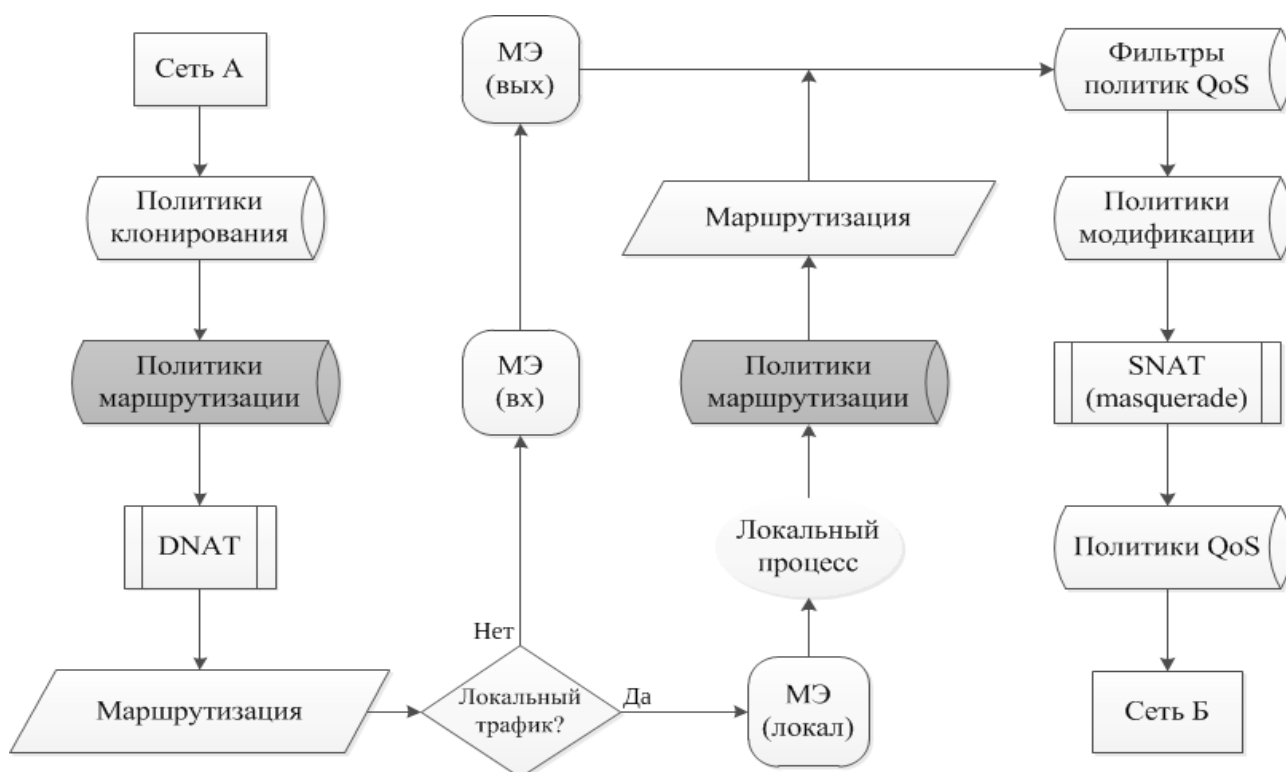 Сеть А
Политики
клонирования
Политики
маршрутизации
DNAT
Маршрутизация
Локальный
трафик?
Нет
Да
МЭ
(вх)
МЭ
(вых)
МЭ
(локал)
Локальный
процесс
Политики
маршрутизации
Маршрутизация
Фильтры
политик QoS
Политики
модификации
SNAT
(masquerade)
Политики QoS
Сеть Б